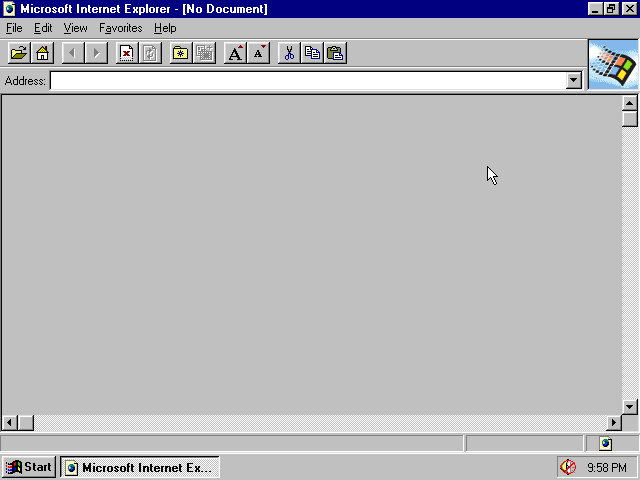 Microsoft Internet Explorer - [No Document]
File Edit View Favorites Help
A A
Address:
Start Microsoft Internet Ex... 9:58 PM